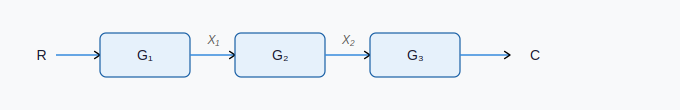 R G₁ X₁ G₂ X₂ G₃ C